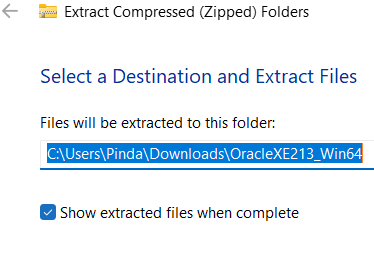 Extract Compressed (Zipped) Folders
Select a Destination and Extract Files
Files will be extracted to this folder:
C:\Users\Pinda\Downloads\OracleXE213_Win64
Show extracted files when complete